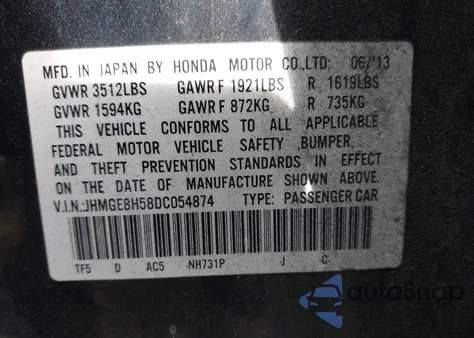 MFD. IN JAPAN BY HONDA MOTOR CO.,LTD: 06/'13
GVWR 3512LBS GAWR F 1921LBS R 1619LBS
GVWR 1594KG GAWR F 872KG R 735KG
THIS VEHICLE CONFORMS TO ALL APPLICABLE
FEDERAL MOTOR VEHICLE SAFETY ,BUMPER,
AND THEFT PREVENTION STANDARDS IN EFFECT
ON THE DATE OF MANUFACTURE SHOWN ABOVE.
V.I.N.:JHMGE8H58DC054874 TYPE: PASSENGER CAR
TF5 D AC5 -NH731P -J -C
autoSnap